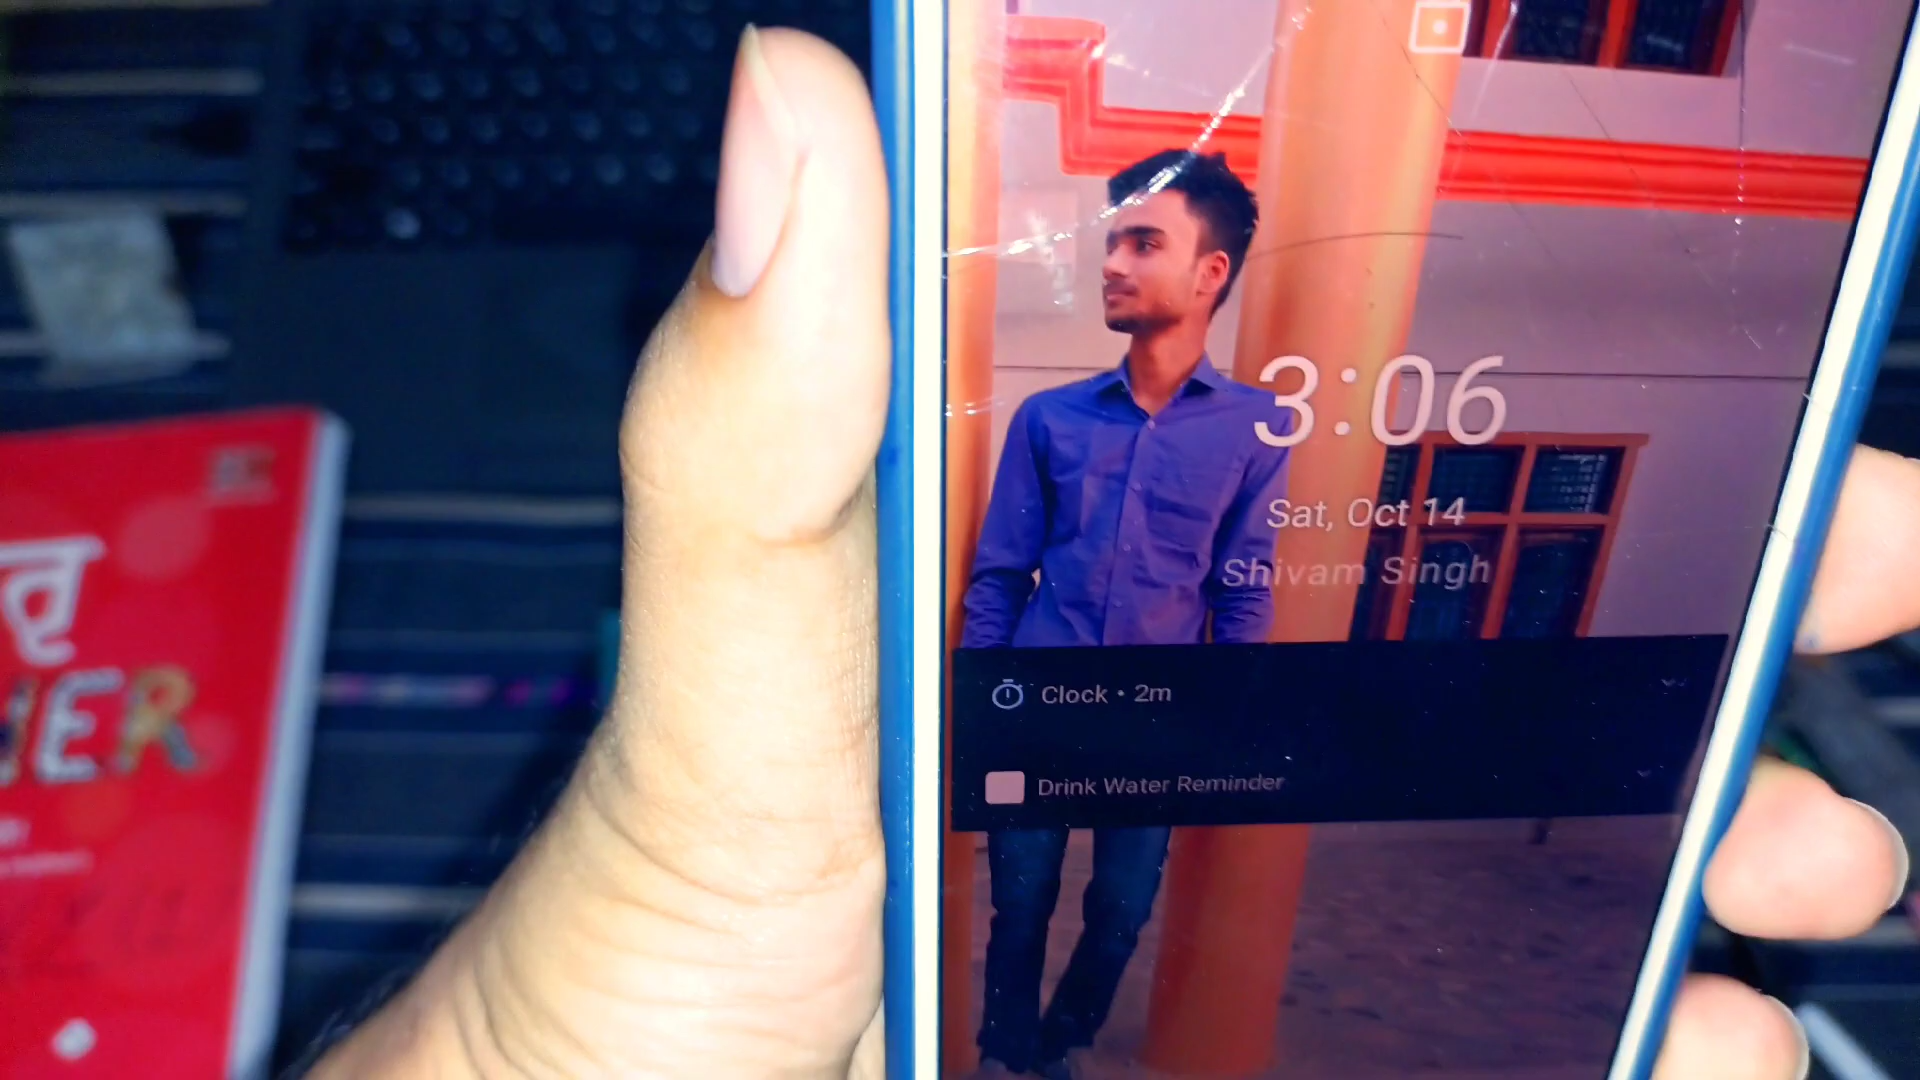 3:06
Sat, Oct 14
Shivam Singh
Clock • 2m
Drink Water Reminder